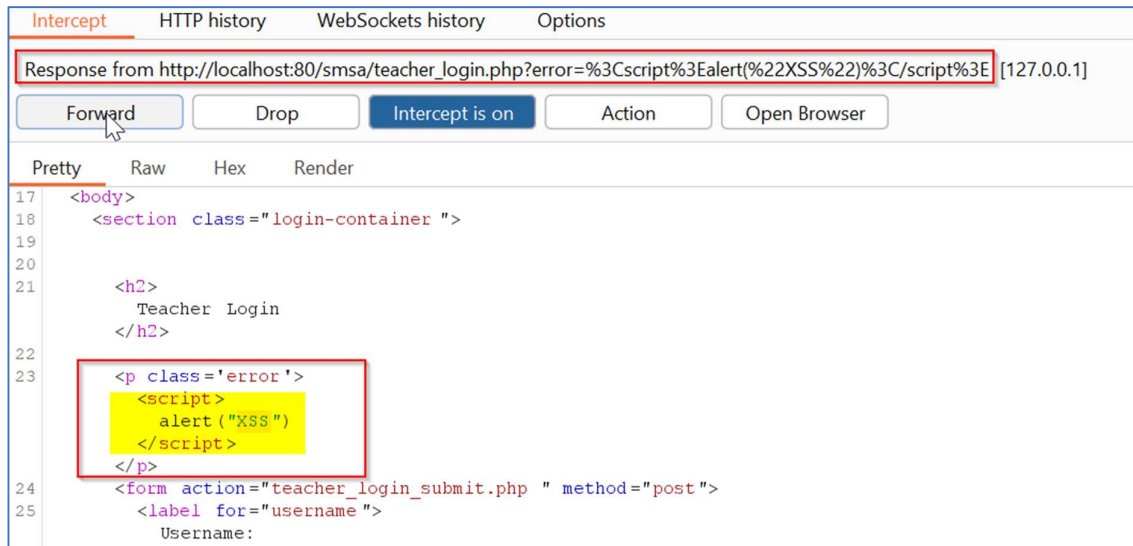 Intercept HTTP history WebSockets history Options
Response from http://localhost:80/smsa/teacher_login.php?error=%3Cscript%3Ealert(%22XSS%22)%3C/script%3E [127.0.0.1]
Forward Drop Intercept is on Action Open Browser
Pretty Raw Hex Render
17 <body>
18 <section class="login-container ">
19
20
21 <h2>
Teacher Login
</h2>
22
23 <p class='error'>
<script>
alert("XSS")
</script>
</p>
24 <form action="teacher_login_submit.php " method="post">
25 <label for="username">
Username: